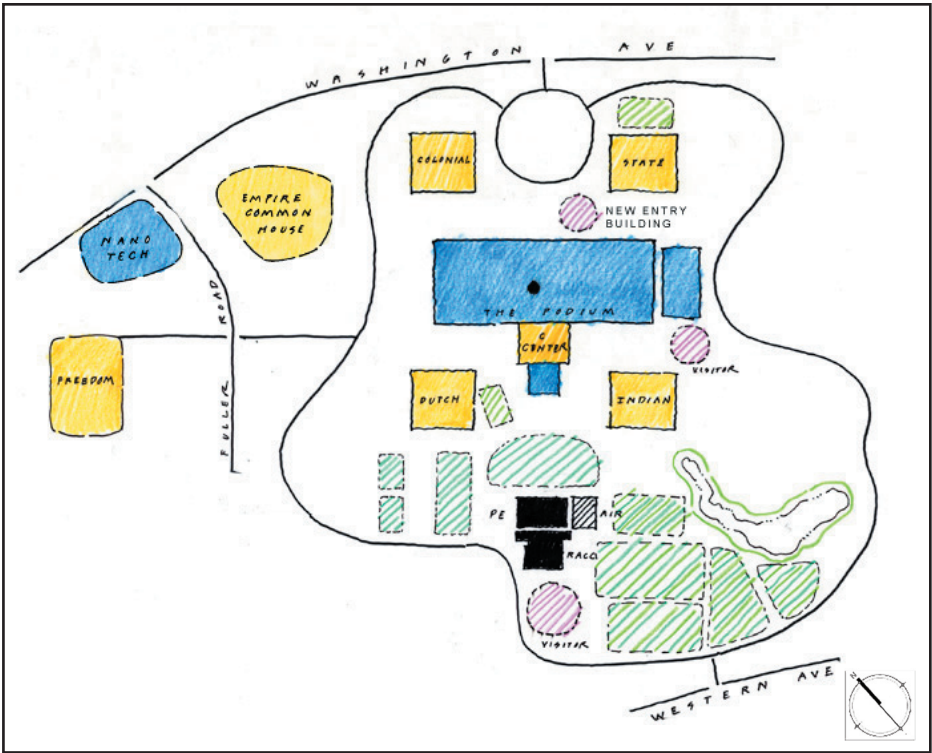 WASHINGTON AVE
COLONIAL
STATE
EMPIRE
COMMON
HOUSE
NEW ENTRY
BUILDING
NANO
TECH
THE PODIUM
C
CENTER
VISITOR
FULLER ROAD
FREEDOM
DUTCH
INDIAN
PE
AIR
RACC
VISITOR
WESTERN AVE
N